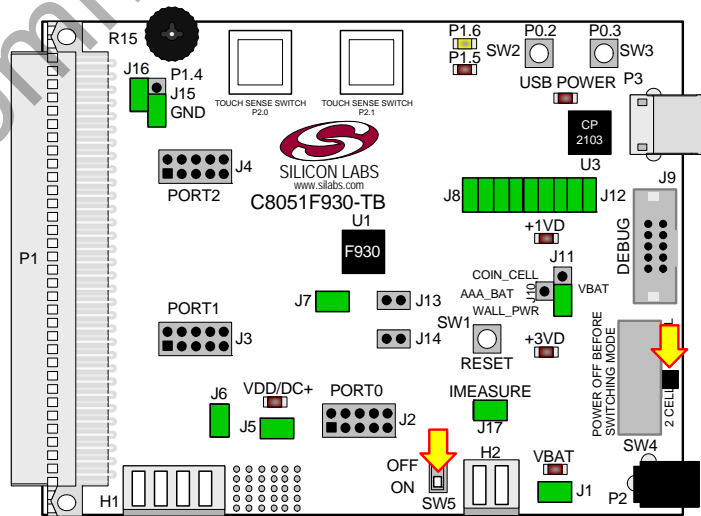 R15
P1.6
P1.5
SW2
P0.2
P0.3
SW3
J16
P1.4
J15
GND
TOUCH SENSE SWITCH
P2.0
TOUCH SENSE SWITCH
P2.1
USB POWER
P3
CP
2103
U3
SILICON LABS
www.silabs.com
C8051F930-TB
J4
PORT2
J8
J12
J9
DEBUG
U1
F930
+1VD
P1
J11
COIN_CELL
J10
AAA_BAT
VBAT
WALL_PWR
J7
J13
PORT1
J3
J14
SW1
RESET
+3VD
POWER OFF BEFORE
SWITCHING MODE
2 CELL
SW4
J6
VDD/DC+
J5
PORT0
J2
IMEASURE
J17
OFF
ON
SW5
H2
VBAT
J1
P2
H1